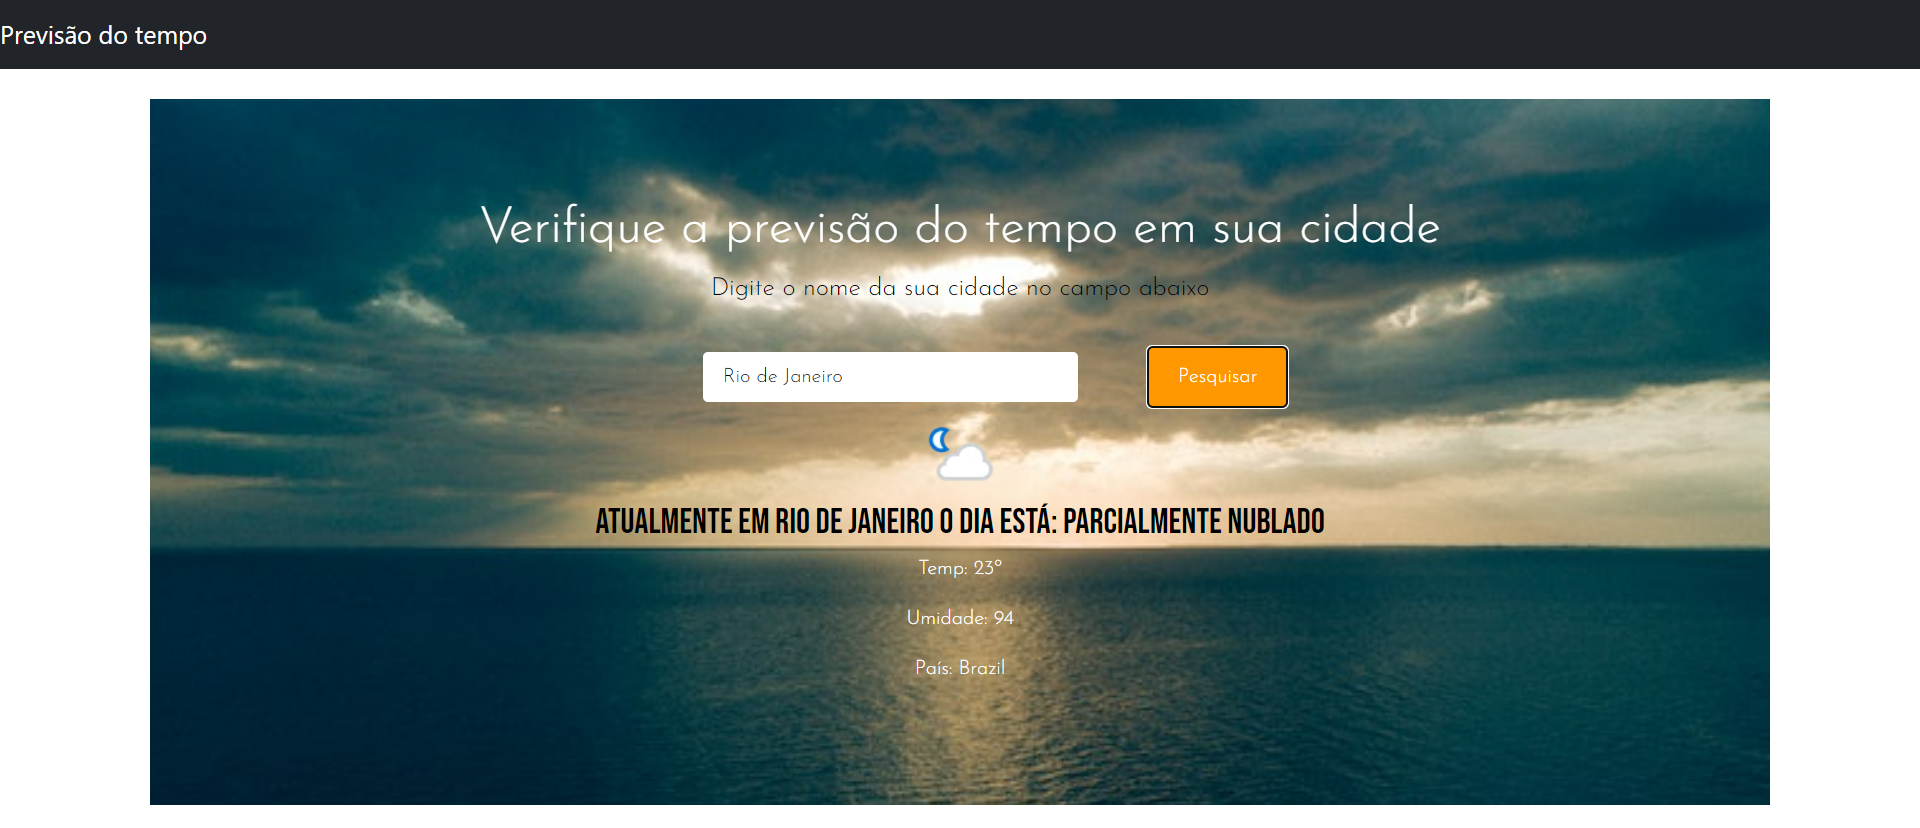 Previsão do tempo
Verifique a previsão do tempo em sua cidade
Digite o nome da sua cidade no campo abaixo
Rio de Janeiro
Pesquisar
ATUALMENTE EM RIO DE JANEIRO O DIA ESTÁ: PARCIALMENTE NUBLADO
Temp: 23º
Umidade: 94
País: Brazil